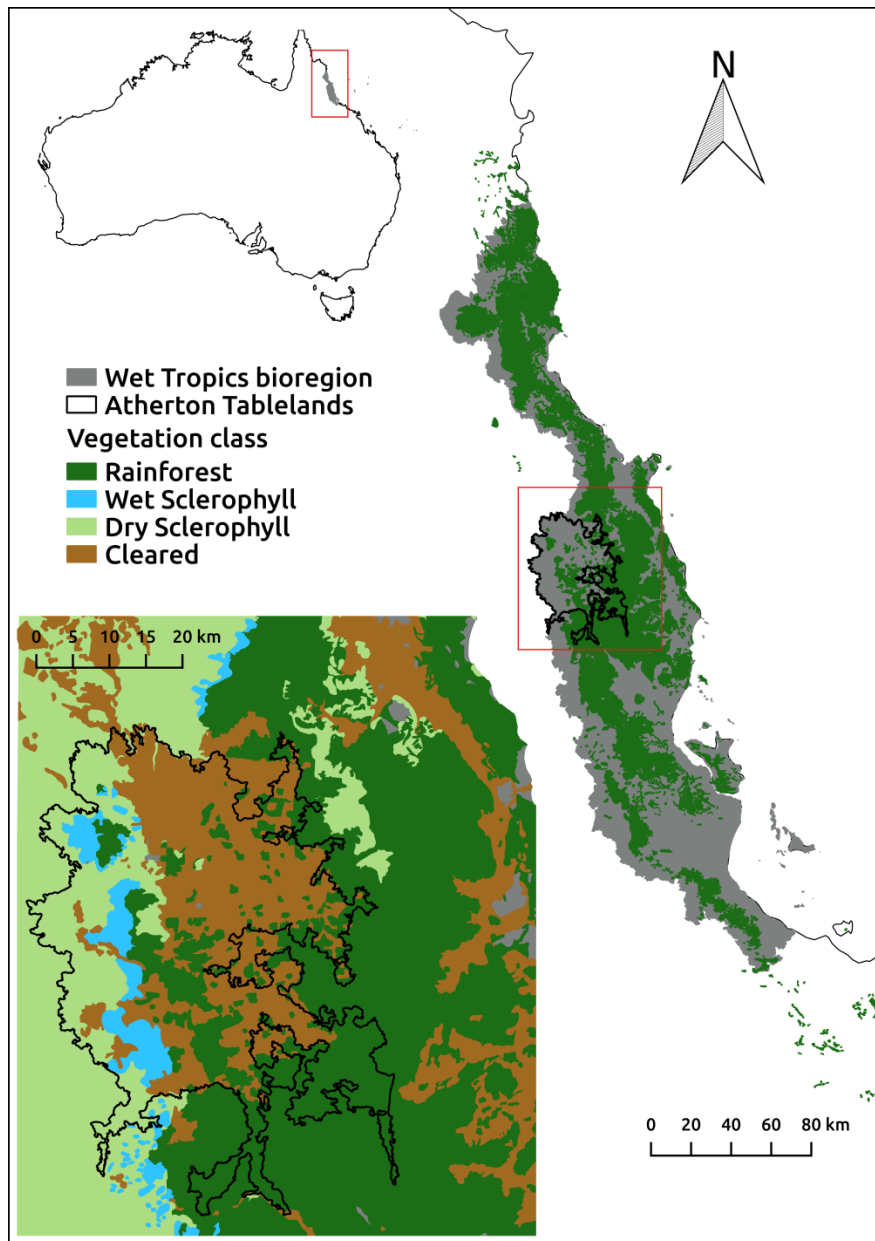 N
Wet Tropics bioregion
Atherton Tablelands
Vegetation class
Rainforest
Wet Sclerophyll
Dry Sclerophyll
Cleared
0 5 10 15 20 km
0 20 40 60 80 km